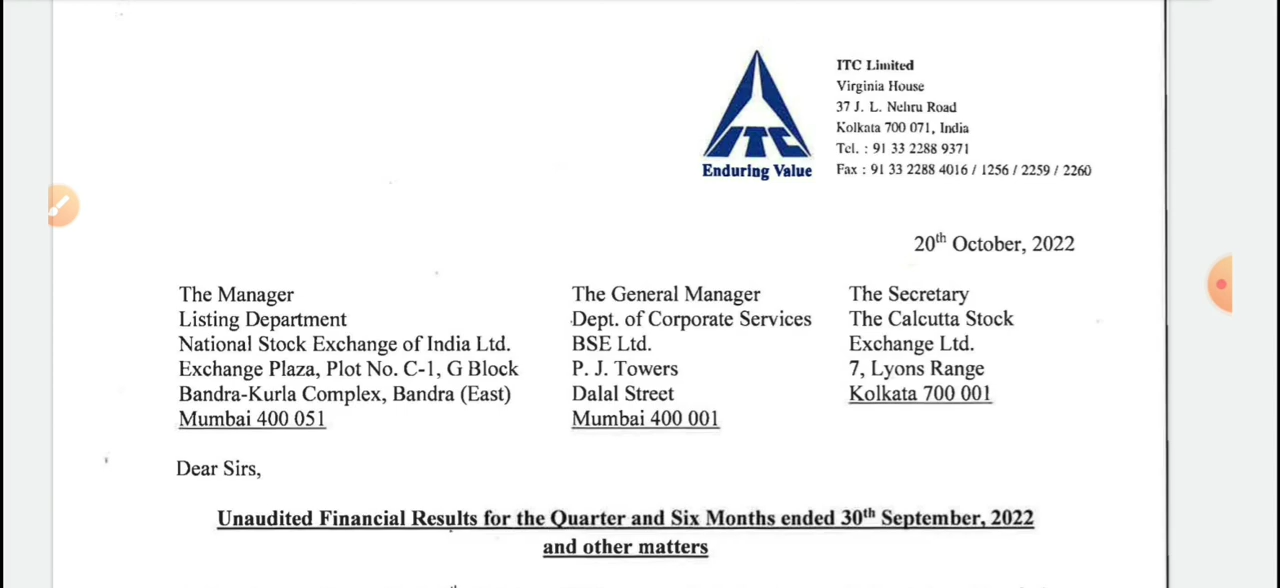 ITC
Enduring Value
ITC Limited
Virginia House
37 J. L. Nehru Road
Kolkata 700 071, India
Tel. : 91 33 2288 9371
Fax : 91 33 2288 4016 / 1256 / 2259 / 2260
20th October, 2022
The Manager
Listing Department
National Stock Exchange of India Ltd.
Exchange Plaza, Plot No. C-1, G Block
Bandra-Kurla Complex, Bandra (East)
Mumbai 400 051
The General Manager
Dept. of Corporate Services
BSE Ltd.
P. J. Towers
Dalal Street
Mumbai 400 001
The Secretary
The Calcutta Stock
Exchange Ltd.
7, Lyons Range
Kolkata 700 001
Dear Sirs,
Unaudited Financial Results for the Quarter and Six Months ended 30th September, 2022
and other matters